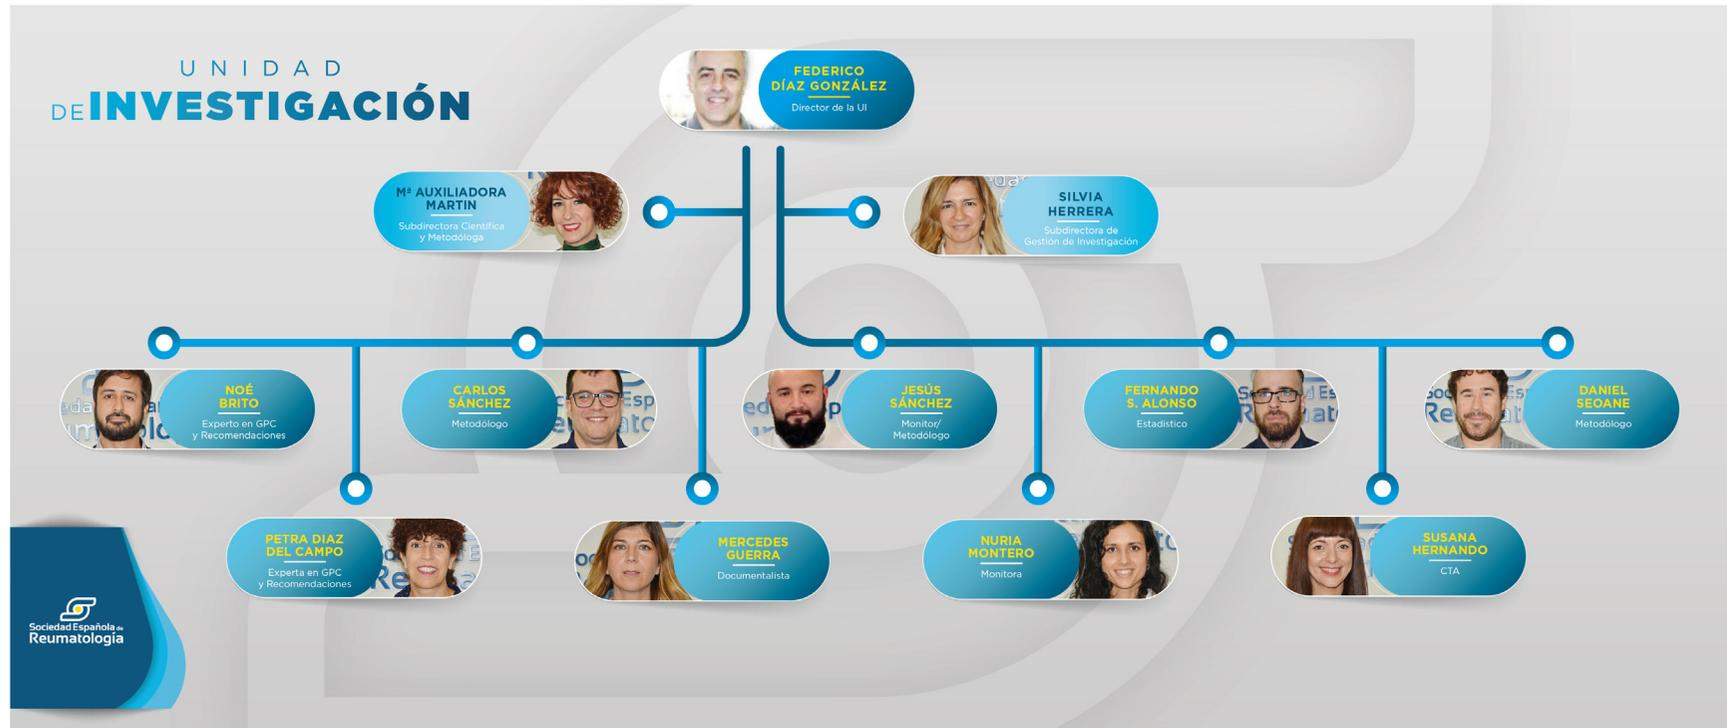 UNIDAD
DE INVESTIGACIÓN
FEDERICO
DÍAZ GONZÁLEZ
Director de la UI
Mª AUXILIADORA
MARTIN
Subdirectora Científica
y Metodóloga
SILVIA
HERRERA
Subdirectora de
Gestión de Investigación
NOÉ
BRITO
Experto en GPC
y Recomendaciones
CARLOS
SÁNCHEZ
Metodólogo
JESÚS
SÁNCHEZ
Monitor/
Metodólogo
FERNANDO
S. ALONSO
Estadístico
DANIEL
SEOANE
Metodólogo
PETRA DIAZ
DEL CAMPO
Experta en GPC
y Recomendaciones
MERCEDES
GUERRA
Documentalista
NURIA
MONTERO
Monitora
SUSANA
HERNANDO
CTA
Sociedad Española de
Reumatología